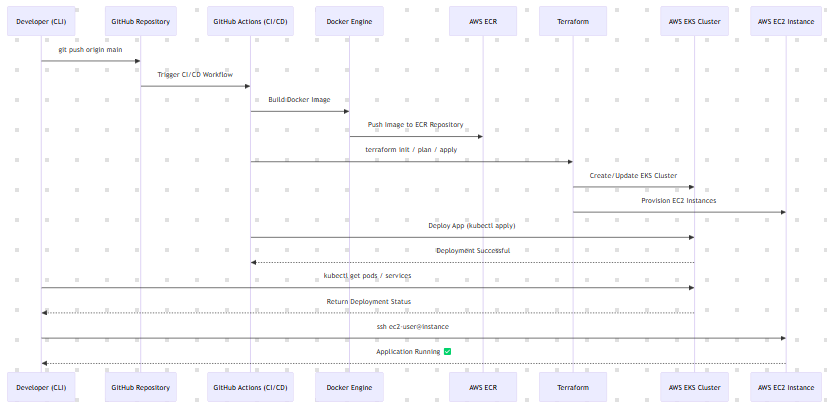 Developer (CLI)
GitHub Repository
GitHub Actions (CI/CD)
Docker Engine
AWS ECR
Terraform
AWS EKS Cluster
AWS EC2 Instance
git push origin main
Trigger CI/CD Workflow
Build Docker Image
Push Image to ECR Repository
terraform init / plan / apply
Create/Update EKS Cluster
Provision EC2 Instances
Deploy App (kubectl apply)
Deployment Successful
kubectl get pods / services
Return Deployment Status
ssh ec2-user@instance
Application Running ✅
Developer (CLI)
GitHub Repository
GitHub Actions (CI/CD)
Docker Engine
AWS ECR
Terraform
AWS EKS Cluster
AWS EC2 Instance